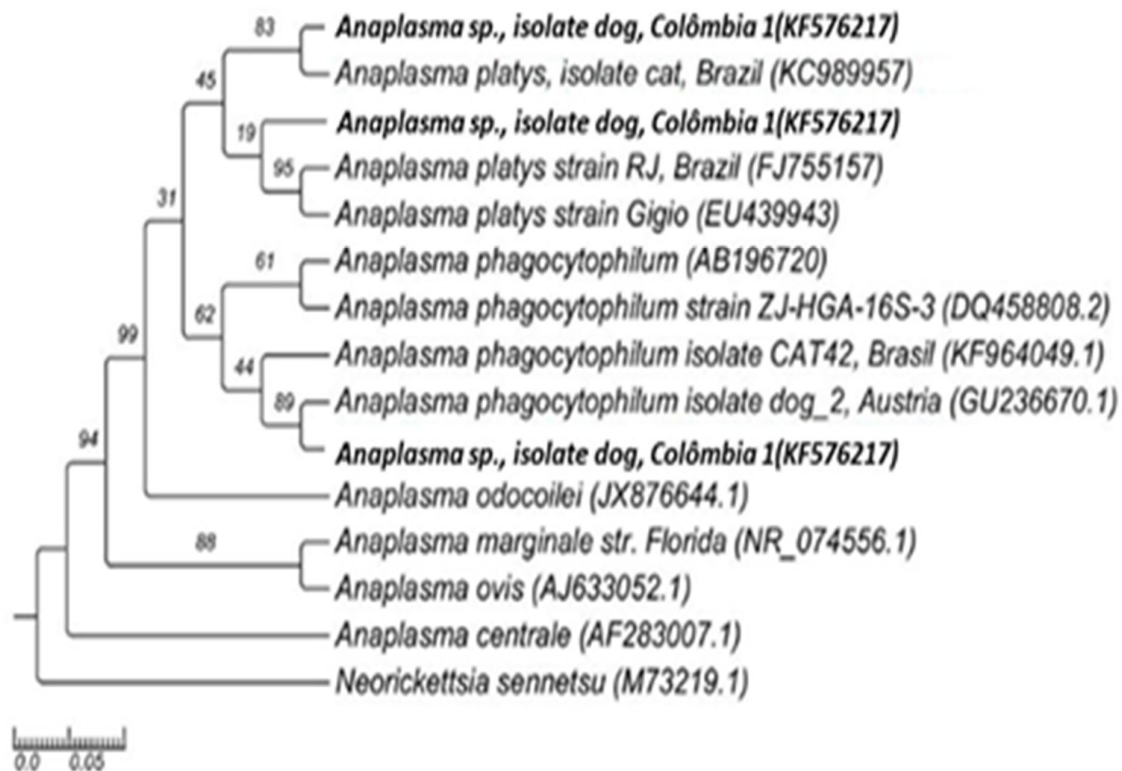 83
Anaplasma sp., isolate dog, Colômbia 1(KF576217)
Anaplasma platys, isolate cat, Brazil (KC989957)
45
Anaplasma sp., isolate dog, Colômbia 1(KF576217)
19
Anaplasma platys strain RJ, Brazil (FJ755157)
95
Anaplasma platys strain Gigio (EU439943)
31
Anaplasma phagocytophilum (AB196720)
61
Anaplasma phagocytophilum strain ZJ-HGA-16S-3 (DQ458808.2)
62
Anaplasma phagocytophilum isolate CAT42, Brasil (KF964049.1)
99
44
Anaplasma phagocytophilum isolate dog_2, Austria (GU236670.1)
89
Anaplasma sp., isolate dog, Colômbia 1(KF576217)
94
Anaplasma odocoilei (JX876644.1)
Anaplasma marginale str. Florida (NR_074556.1)
88
Anaplasma ovis (AJ633052.1)
Anaplasma centrale (AF283007.1)
Neorickettsia sennetsu (M73219.1)
0.0 0.05